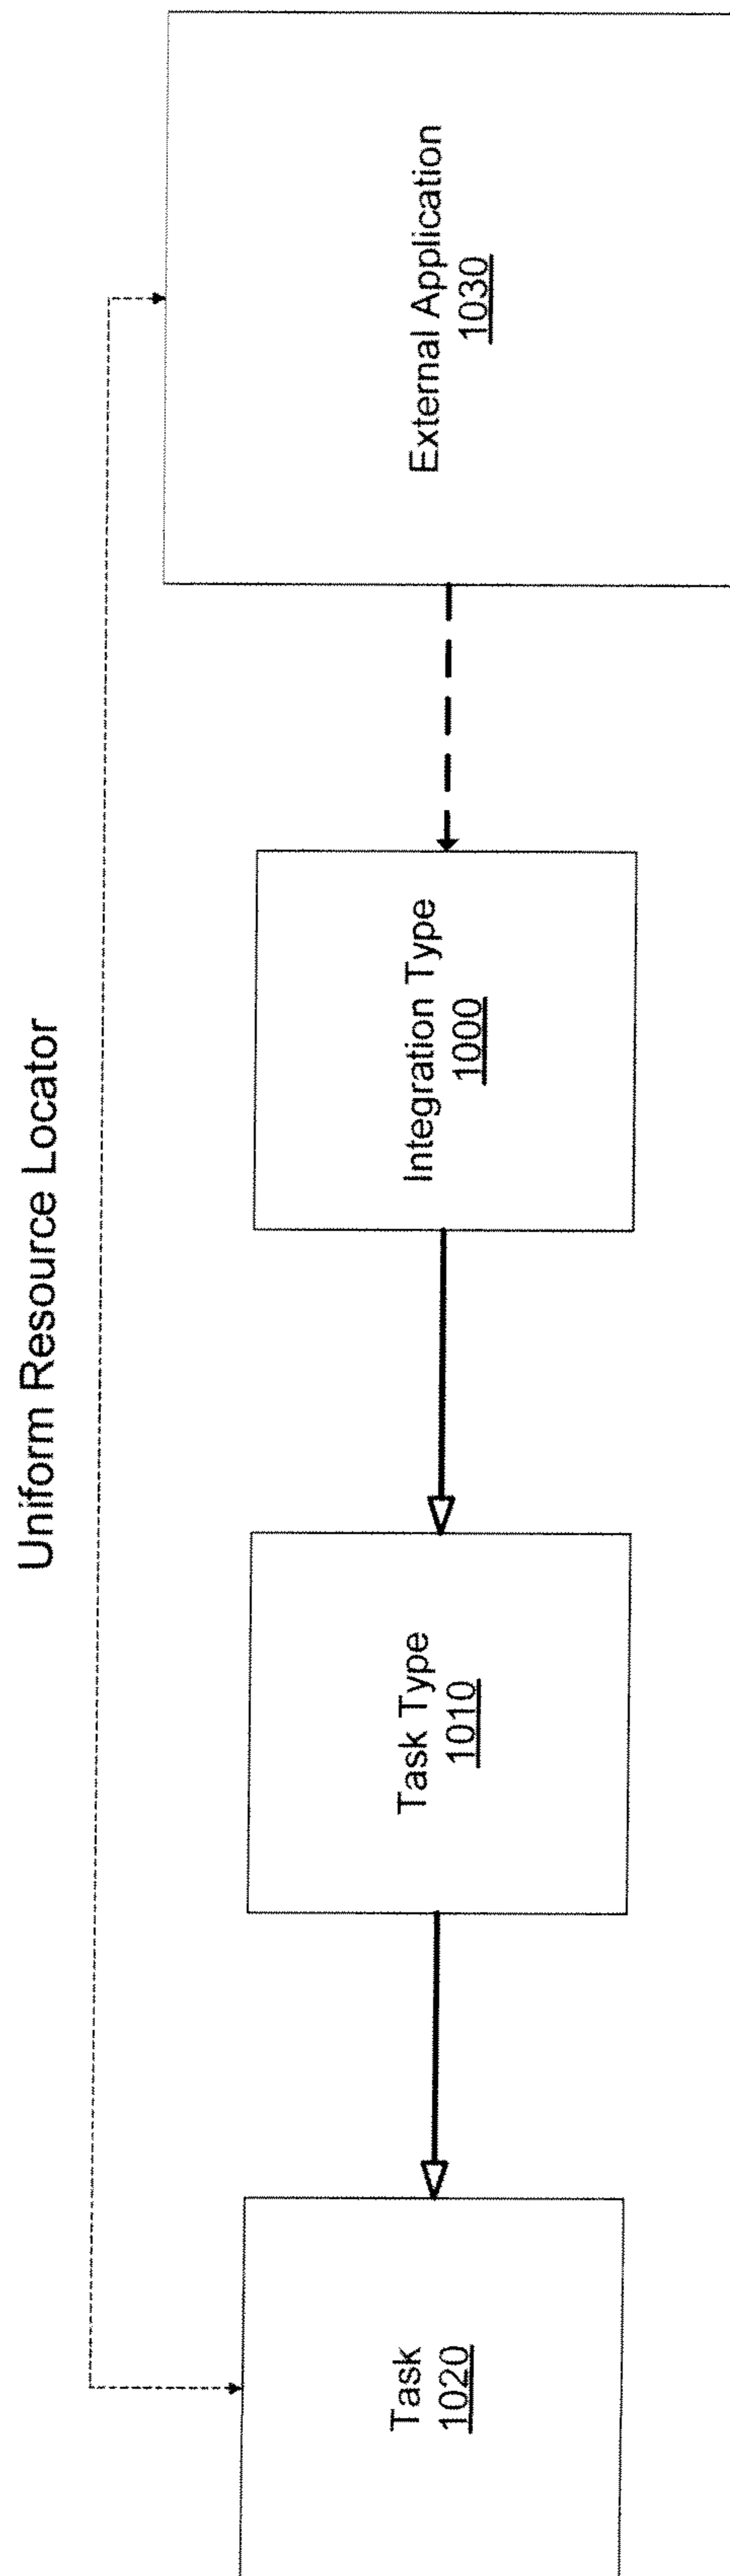 Uniform Resource Locator
Task
1020
Task Type
1010
Integration Type
1000
External Application
1030